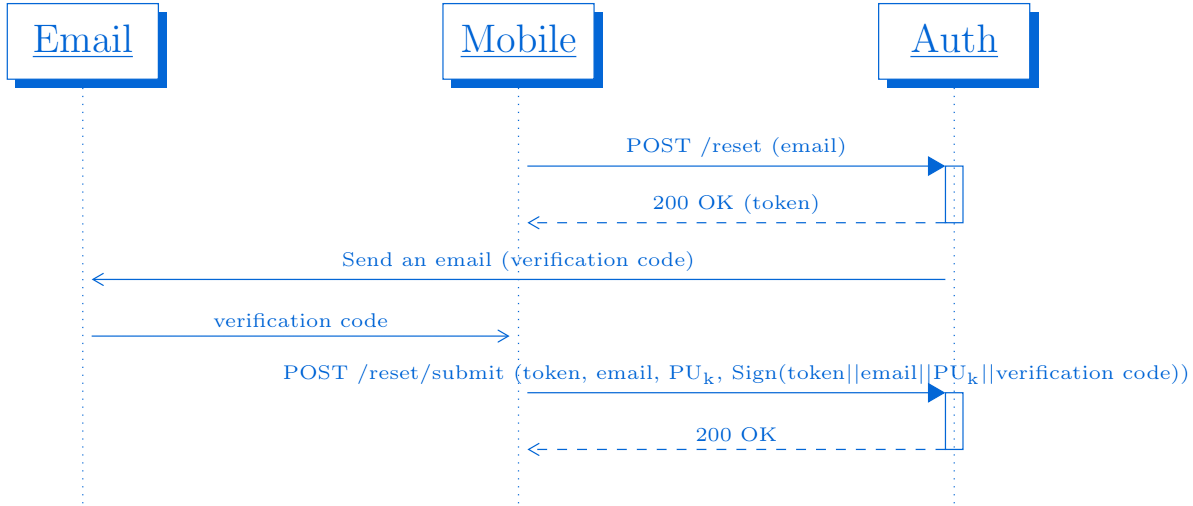 Email
Mobile
Auth
POST /reset (email)
200 OK (token)
Send an email (verification code)
verification code
POST /reset/submit (token, email, PU_k, Sign(token||email||PU_k||verification code))
200 OK